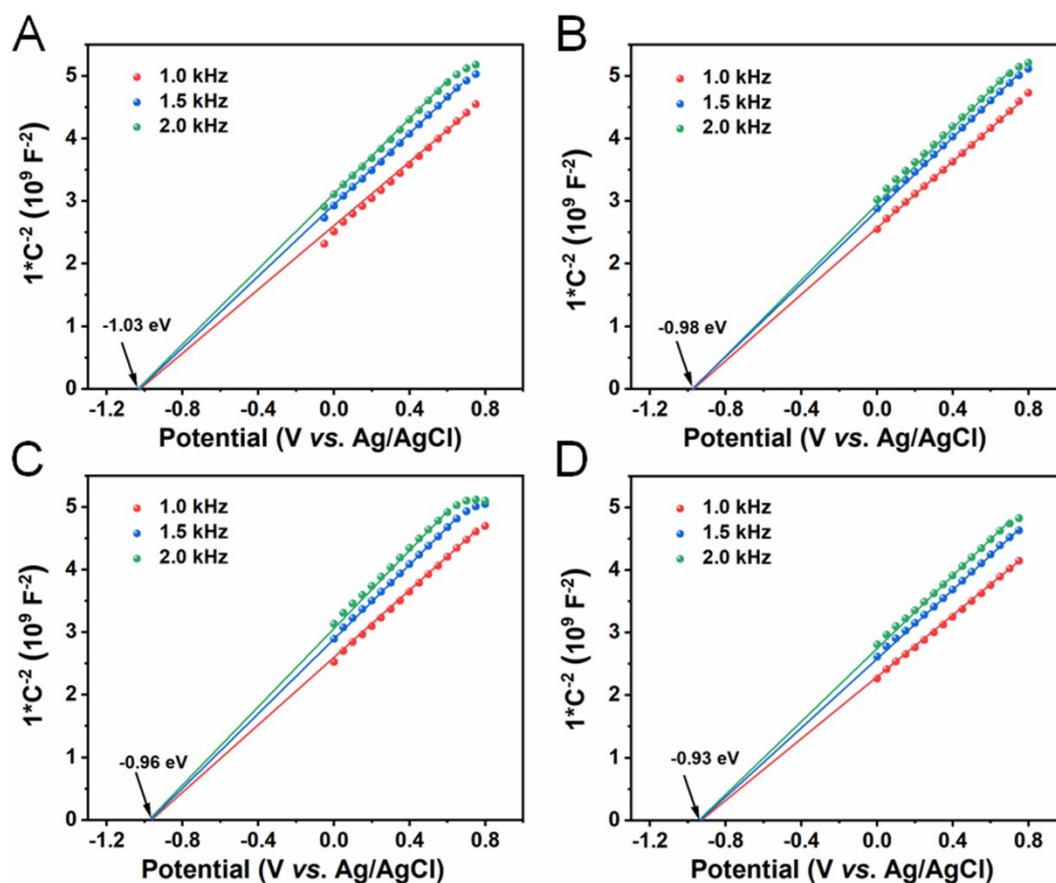 A
1.0 kHz
1.5 kHz
2.0 kHz
1*C⁻² (10⁹ F⁻²)
5
4
3
2
1
0
-1.03 eV
-1.2 -0.8 -0.4 0.0 0.4 0.8
Potential (V vs. Ag/AgCl)
B
1.0 kHz
1.5 kHz
2.0 kHz
1*C⁻² (10⁹ F⁻²)
5
4
3
2
1
0
-0.98 eV
-1.2 -0.8 -0.4 0.0 0.4 0.8
Potential (V vs. Ag/AgCl)
C
1.0 kHz
1.5 kHz
2.0 kHz
1*C⁻² (10⁹ F⁻²)
5
4
3
2
1
0
-0.96 eV
-1.2 -0.8 -0.4 0.0 0.4 0.8
Potential (V vs. Ag/AgCl)
D
1.0 kHz
1.5 kHz
2.0 kHz
1*C⁻² (10⁹ F⁻²)
5
4
3
2
1
0
-0.93 eV
-1.2 -0.8 -0.4 0.0 0.4 0.8
Potential (V vs. Ag/AgCl)